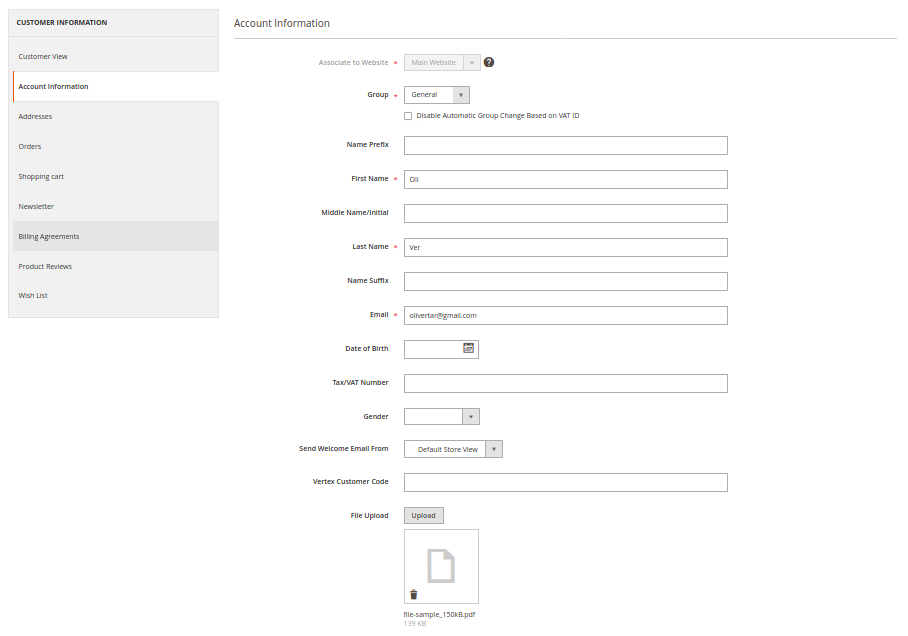 CUSTOMER INFORMATION
Customer View
Account Information
Addresses
Orders
Shopping cart
Newsletter
Billing Agreements
Product Reviews
Wish List
Account Information
Associate to Website * Main Website ?
Group * General
Disable Automatic Group Change Based on VAT ID
Name Prefix
First Name * Oli
Middle Name/Initial
Last Name * Ver
Name Suffix
Email * olivertar@gmail.com
Date of Birth
Tax/VAT Number
Gender
Send Welcome Email From Default Store View
Vertex Customer Code
File Upload Upload
file-sample_150kB.pdf
139 KB